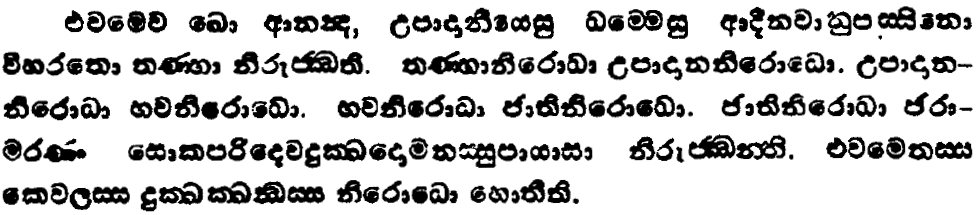 එවමෙව ඛො ආනන්‍ද, උපාදානීයෙසු ධම්මෙසු ආදීනවානුපස්සිනො
විහරතො තණ්හා නිරුජ්ඣති. තණ්හානිරොධා උපාදානනිරොධො. උපාදාන-
නිරොධා භවනිරොධො. භවනිරොධා ජාතිනිරොධො. ජාතිනිරොධා ජරා-
මරණං සොකපරිදෙවදුක්ඛදොමනස්සුපායාසා නිරුජ්ඣන්ති. එවමෙතස්ස
කෙවලස්ස දුක්ඛක්ඛන්ධස්ස නිරොධො හොතීති.